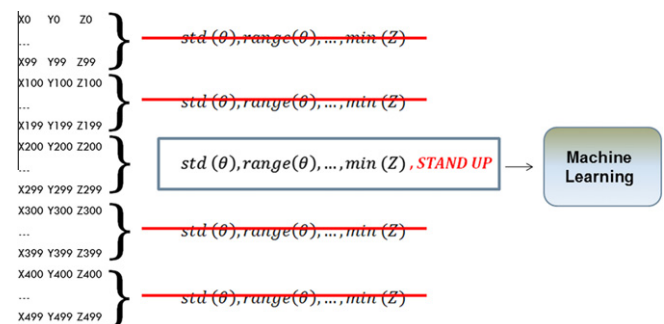 X0 Y0 Z0
...
X99 Y99 Z99
std (θ),range(θ),...,min (Z)
X100 Y100 Z100
...
X199 Y199 Z199
std (θ),range(θ),...,min (Z)
X200 Y200 Z200
...
X299 Y299 Z299
std (θ),range(θ),...,min (Z) , STAND UP
Machine
Learning
X300 Y300 Z300
...
X399 Y399 Z399
std (θ),range(θ),...,min (Z)
X400 Y400 Z400
...
X499 Y499 Z499
std (θ),range(θ),...,min (Z)